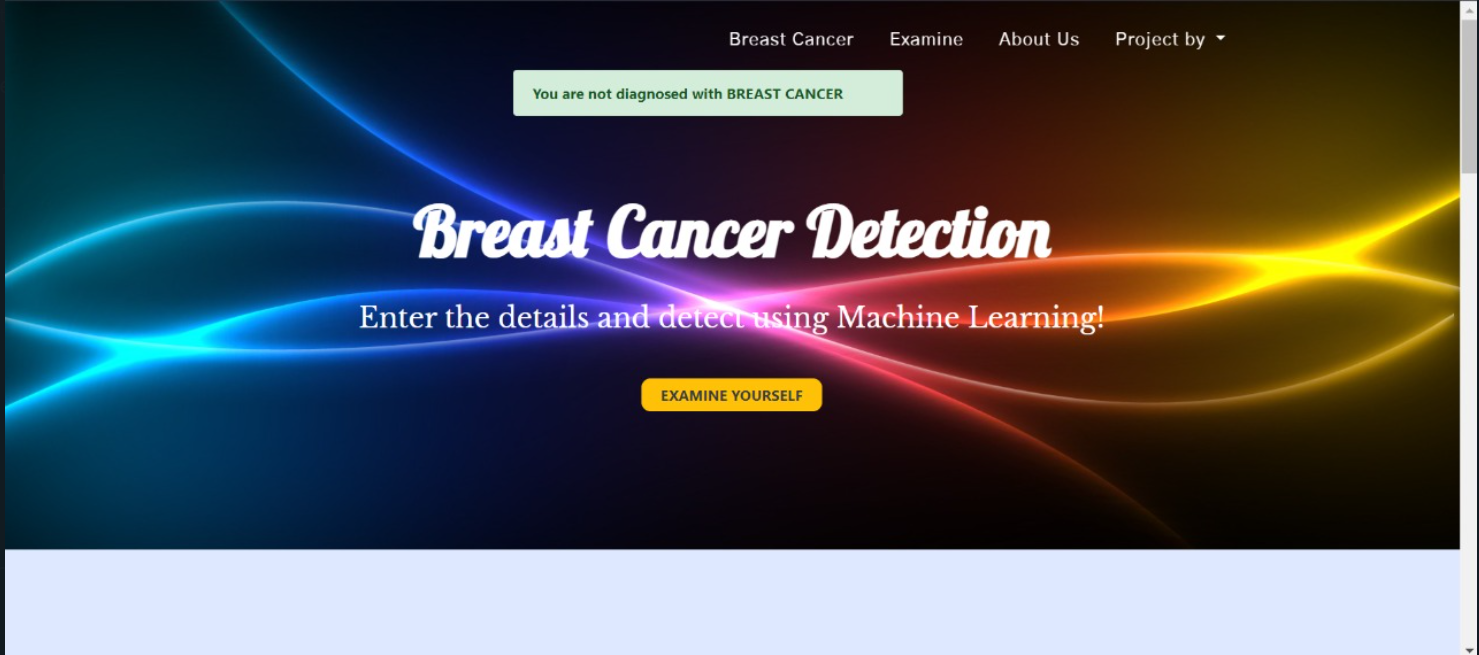 Breast Cancer Examine About Us Project by
You are not diagnosed with BREAST CANCER
Breast Cancer Detection
Enter the details and detect using Machine Learning!
EXAMINE YOURSELF